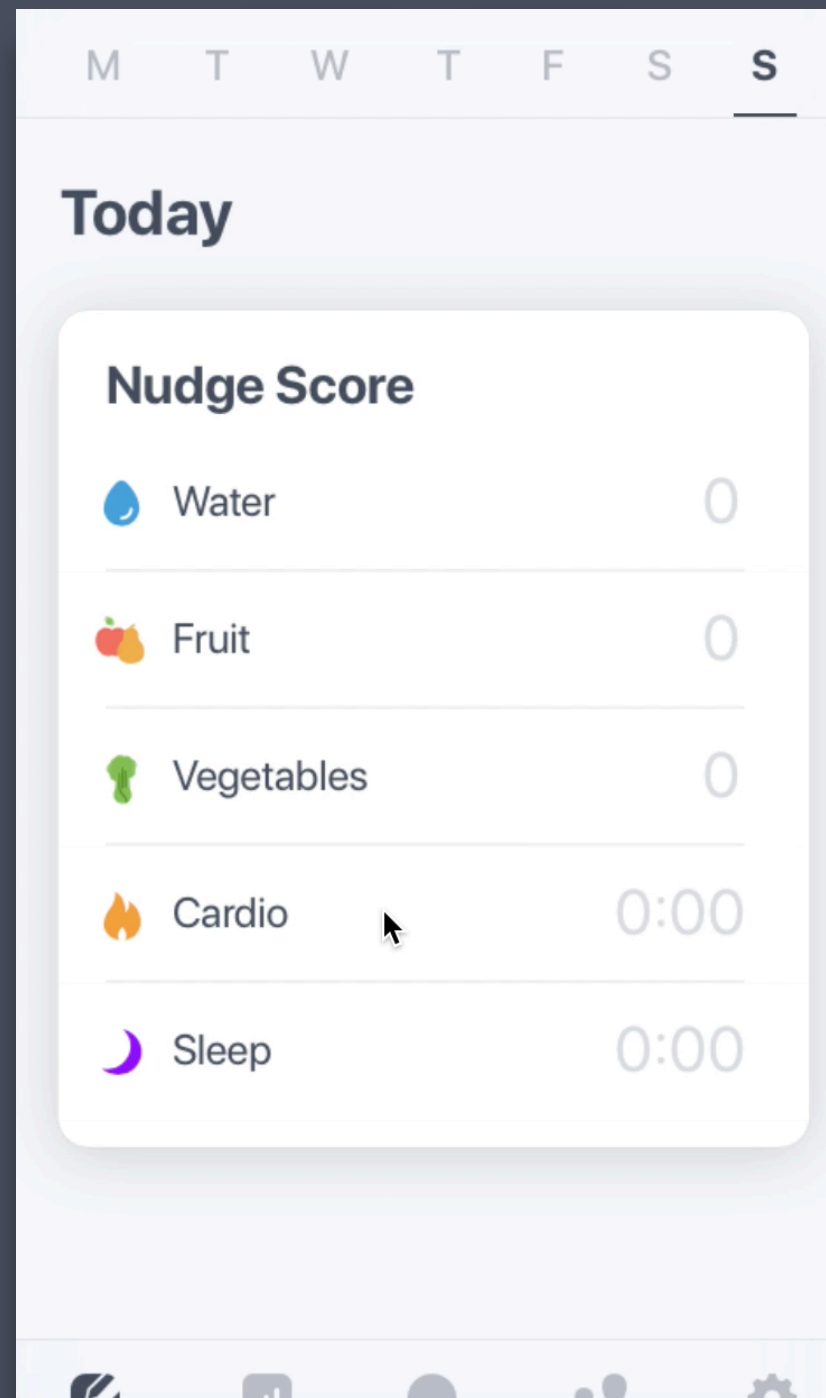 M T W T F S S
Today
Nudge Score
Water 0
Fruit 0
Vegetables 0
Cardio 0:00
Sleep 0:00